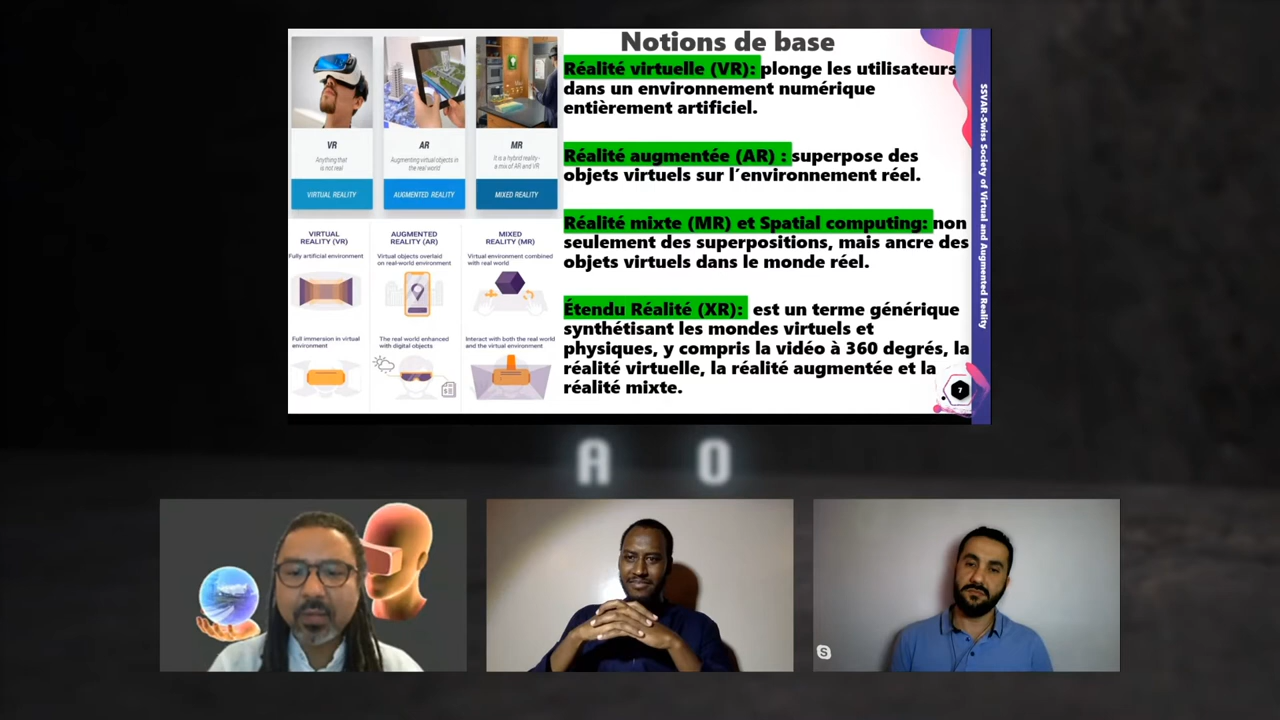 Notions de base
Réalité virtuelle (VR): plonge les utilisateurs
dans un environnement numérique
entièrement artificiel.
Réalité augmentée (AR) : superpose des
objets virtuels sur l'environnement réel.
Réalité mixte (MR) et Spatial computing: non
seulement des superpositions, mais ancre des
objets virtuels dans le monde réel.
Étendu Réalité (XR): est un terme générique
synthétisant les mondes virtuels et
physiques, y compris la vidéo à 360 degrés, la
réalité virtuelle, la réalité augmentée et la
réalité mixte.
VR
Anything that
is not real
VIRTUAL REALITY
AR
Augmenting virtual objects in
the real world
AUGMENTED REALITY
MR
It is a hybrid reality-
a mix of AR and VR
MIXED REALITY
VIRTUAL
REALITY (VR)
Fully artificial environment
Full immersion in virtual
environment
AUGMENTED
REALITY (AR)
Virtual objects overlaid
on real-world environment
The real world enhanced
with digital objects
MIXED
REALITY (MR)
Virtual environment combined
with real world
Interact with both the real world
and the virtual environment
SSVAR-Swiss Society of Virtual and Augmented Reality
7
A O
S